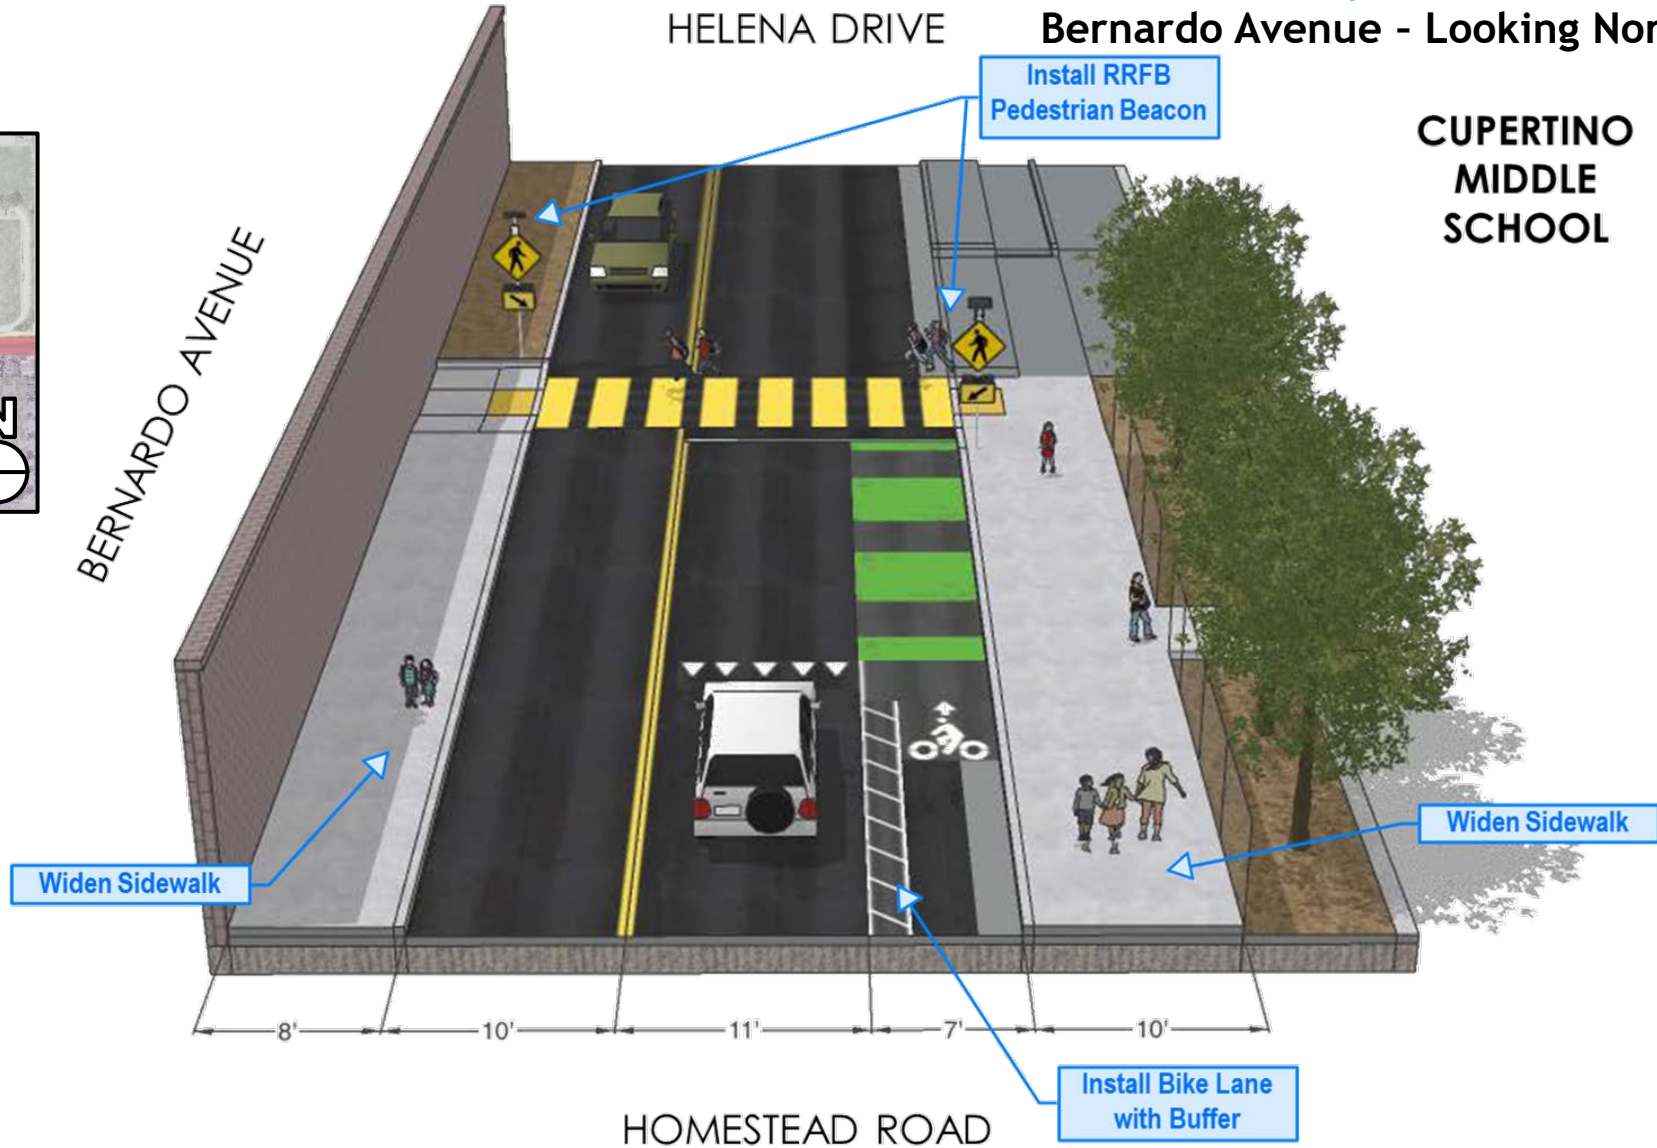 HELENA DRIVE
Bernardo Avenue - Looking Nor
Install RRFB
Pedestrian Beacon
CUPERTINO
MIDDLE
SCHOOL
BERNARDO AVENUE
Widen Sidewalk
Widen Sidewalk
8'
10'
11'
7'
10'
Install Bike Lane
with Buffer
HOMESTEAD ROAD